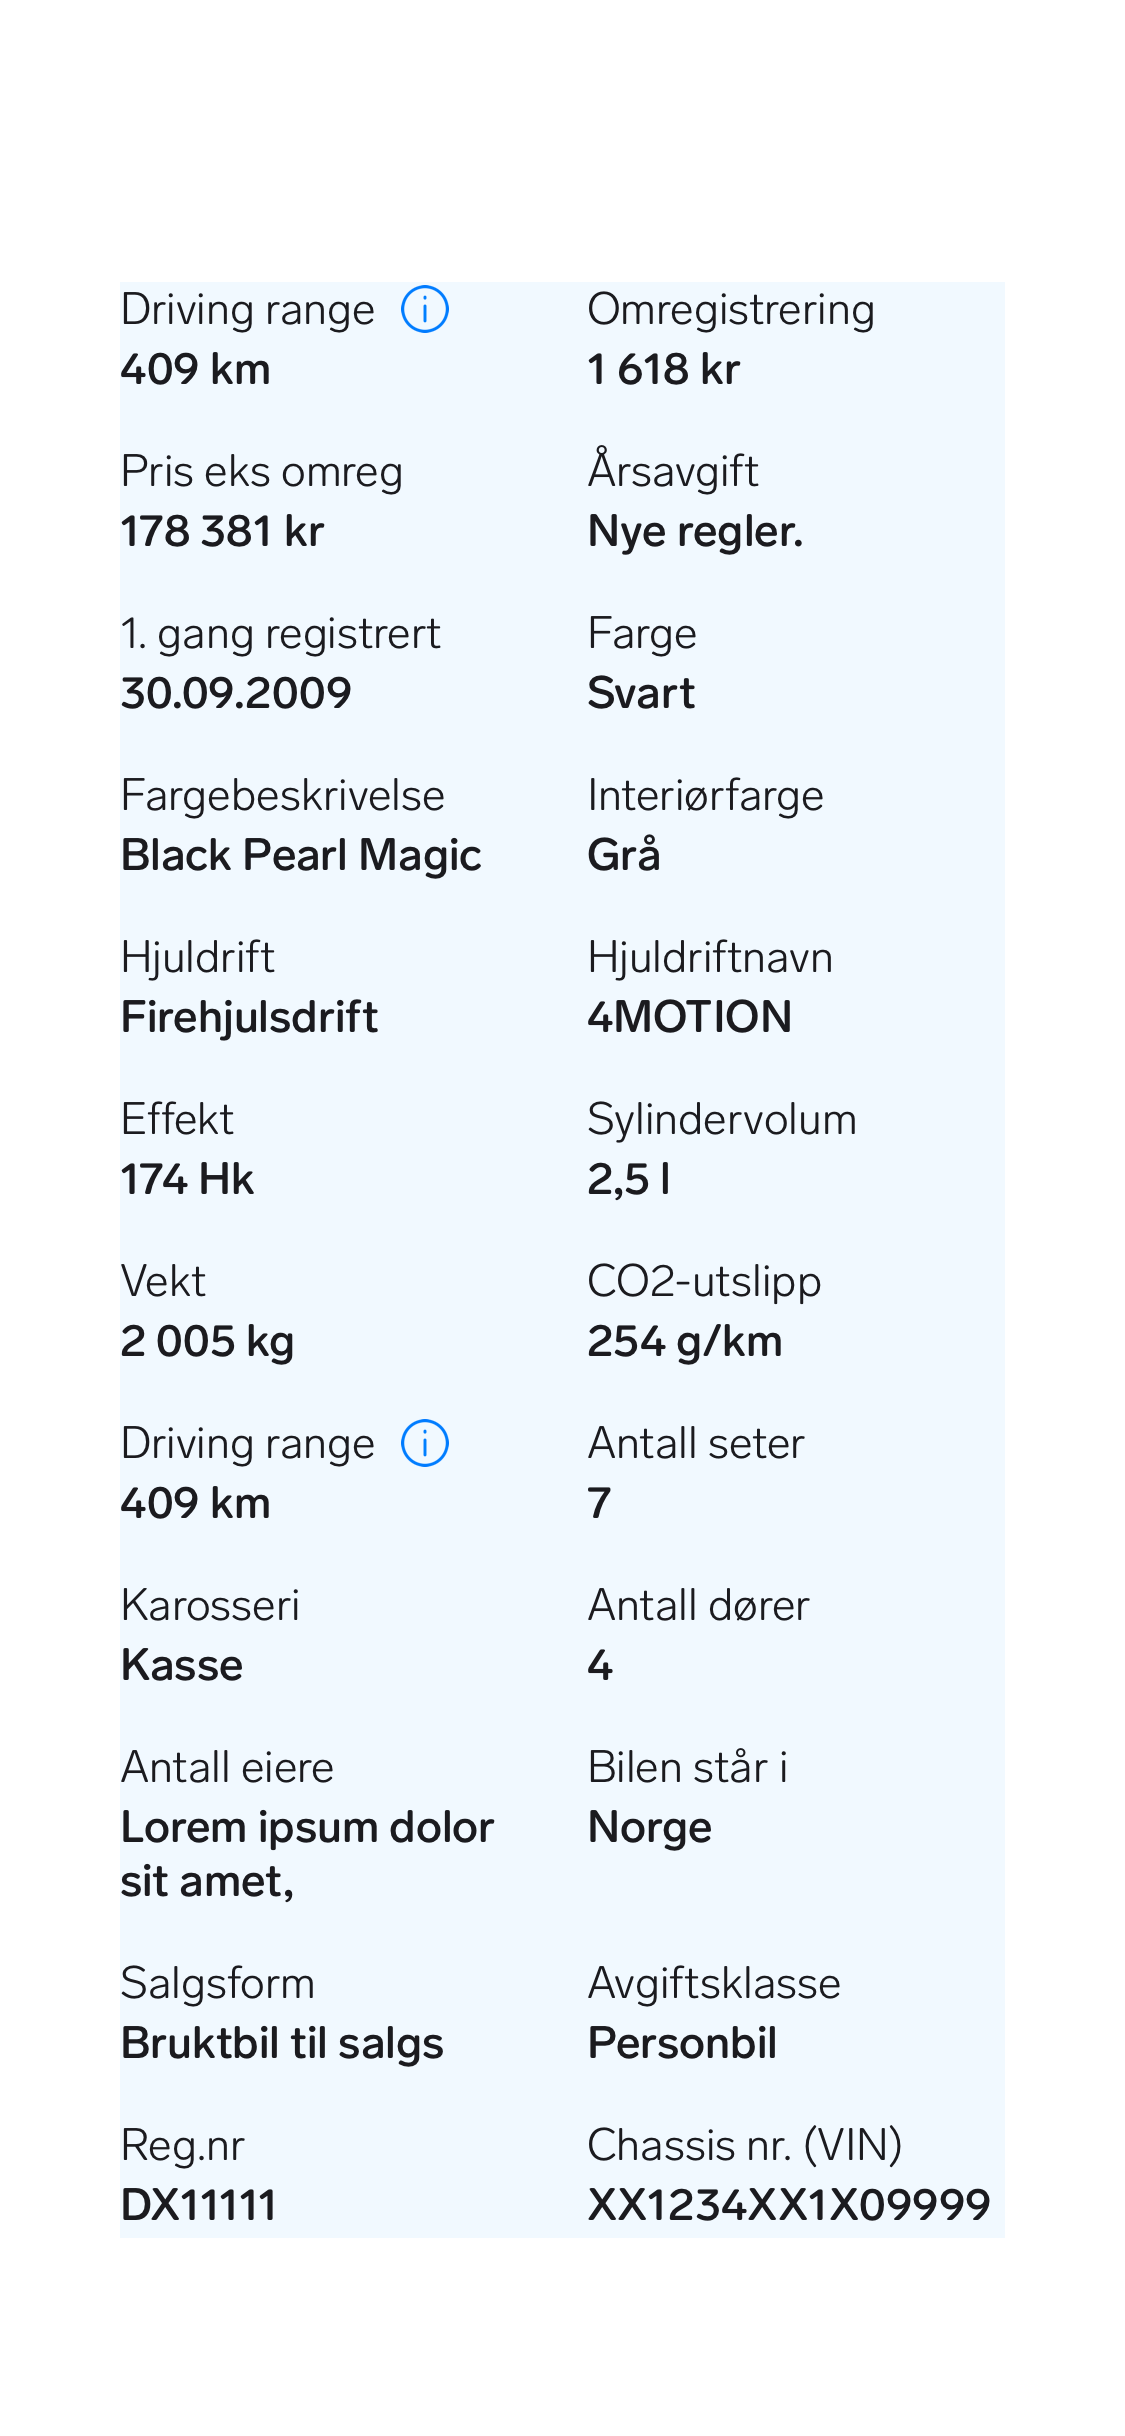 Driving range
409 km
Omregistrering
1 618 kr
Pris eks omreg
178 381 kr
Årsavgift
Nye regler.
1. gang registrert
30.09.2009
Farge
Svart
Fargebeskrivelse
Black Pearl Magic
Interiørfarge
Grå
Hjuldrift
Firehjulsdrift
Hjuldriftnavn
4MOTION
Effekt
174 Hk
Sylindervolum
2,5 l
Vekt
2 005 kg
CO2-utslipp
254 g/km
Driving range
409 km
Antall seter
7
Karosseri
Kasse
Antall dører
4
Antall eiere
Lorem ipsum dolor
sit amet,
Bilen står i
Norge
Salgsform
Bruktbil til salgs
Avgiftsklasse
Personbil
Reg.nr
DX11111
Chassis nr. (VIN)
XX1234XX1X09999